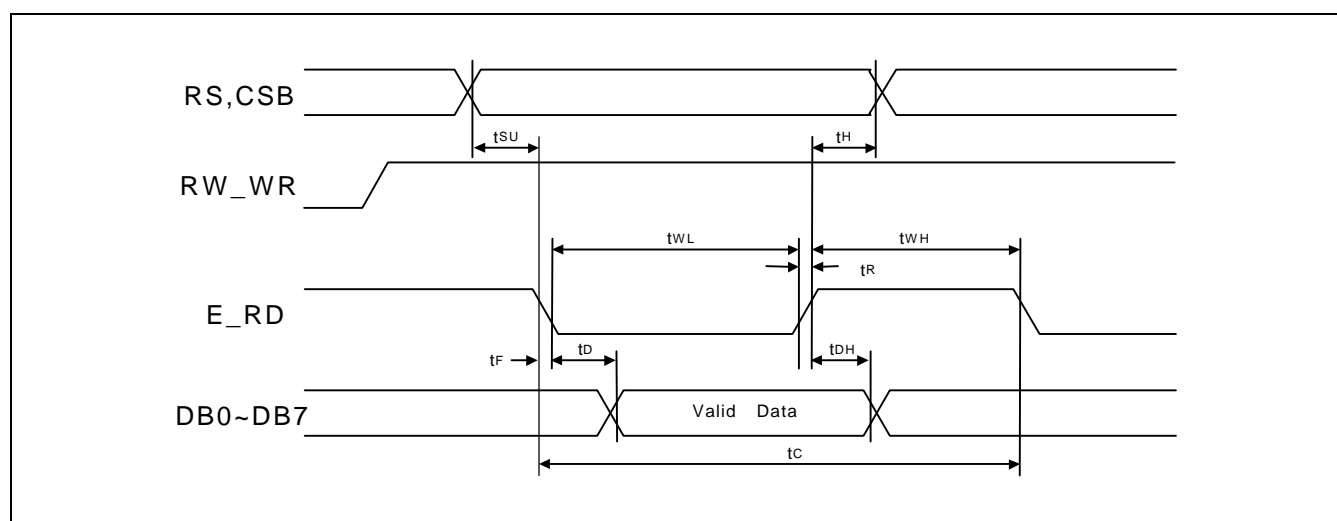 RS,CSB
tSU
tH
RW_WR
tWL
tWH
tR
E_RD
tF
tD
tDH
DB0~DB7
Valid Data
tC